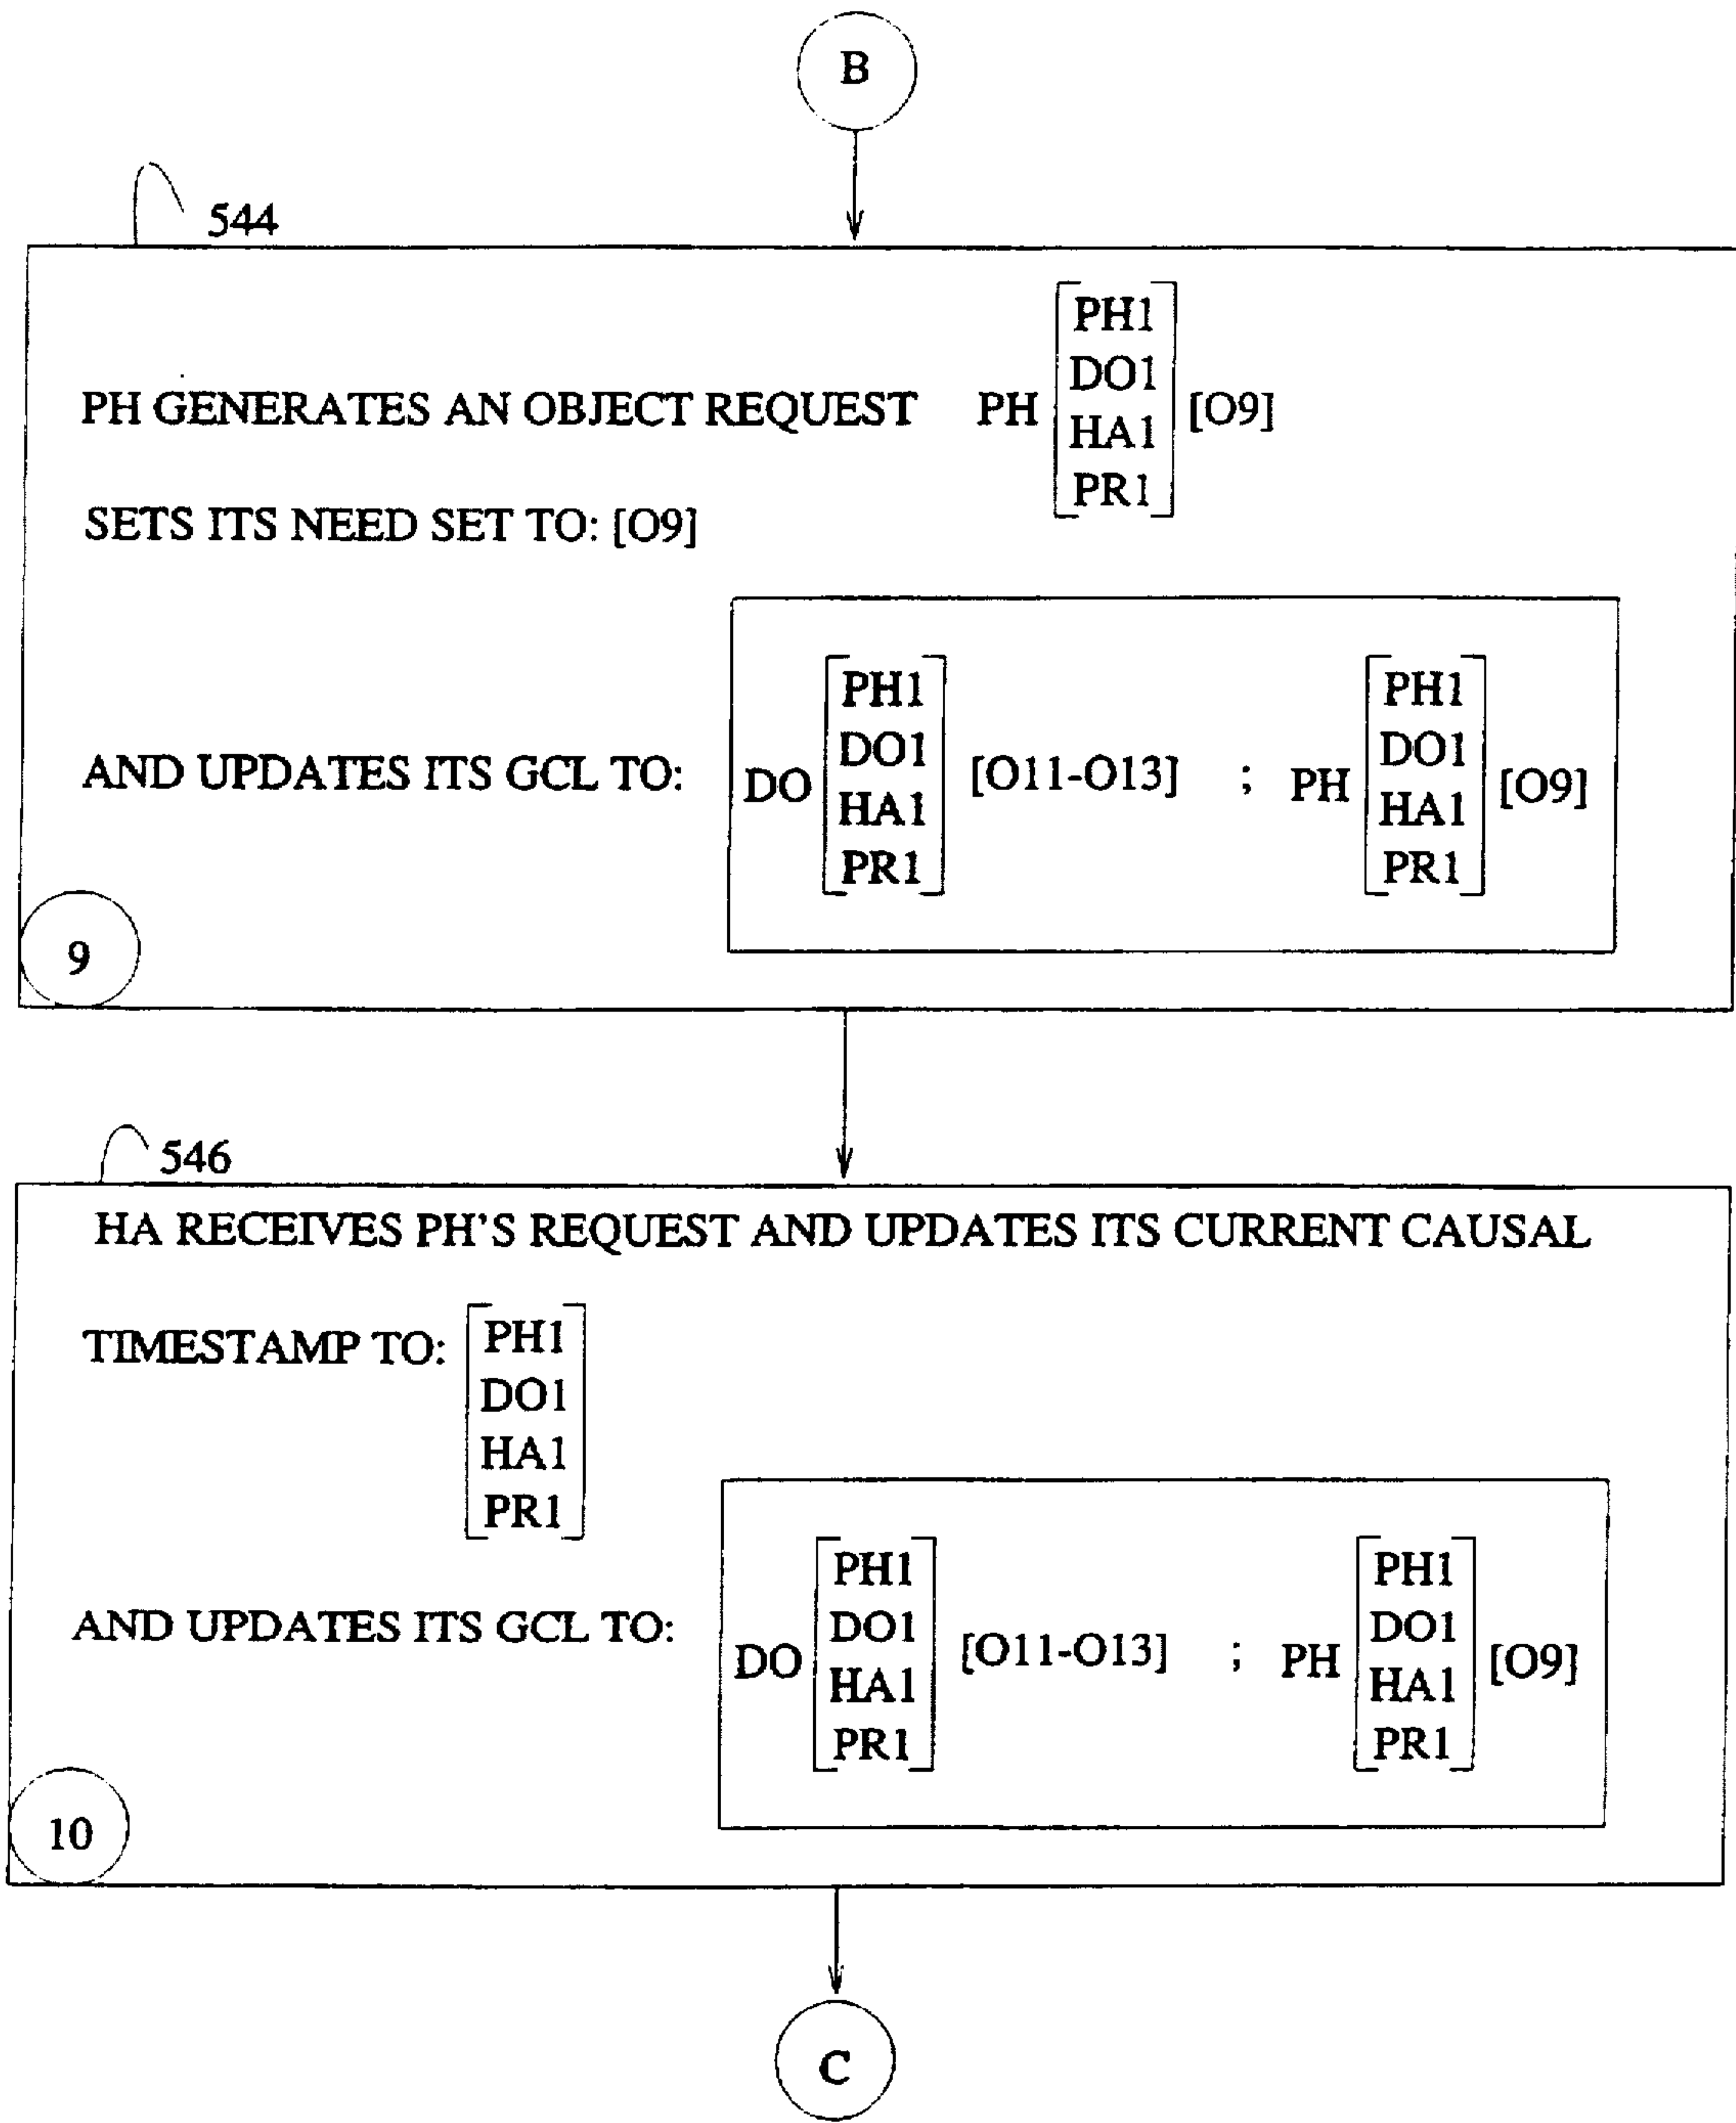 B
544
PH GENERATES AN OBJECT REQUEST PH [PH1 DO1 HA1 PR1] [O9]
SETS ITS NEED SET TO: [O9]
AND UPDATES ITS GCL TO: DO [PH1 DO1 HA1 PR1] [O11-O13] ; PH [PH1 DO1 HA1 PR1] [O9]
9
546
HA RECEIVES PH'S REQUEST AND UPDATES ITS CURRENT CAUSAL
TIMESTAMP TO: [PH1 DO1 HA1 PR1]
AND UPDATES ITS GCL TO: DO [PH1 DO1 HA1 PR1] [O11-O13] ; PH [PH1 DO1 HA1 PR1] [O9]
10
C